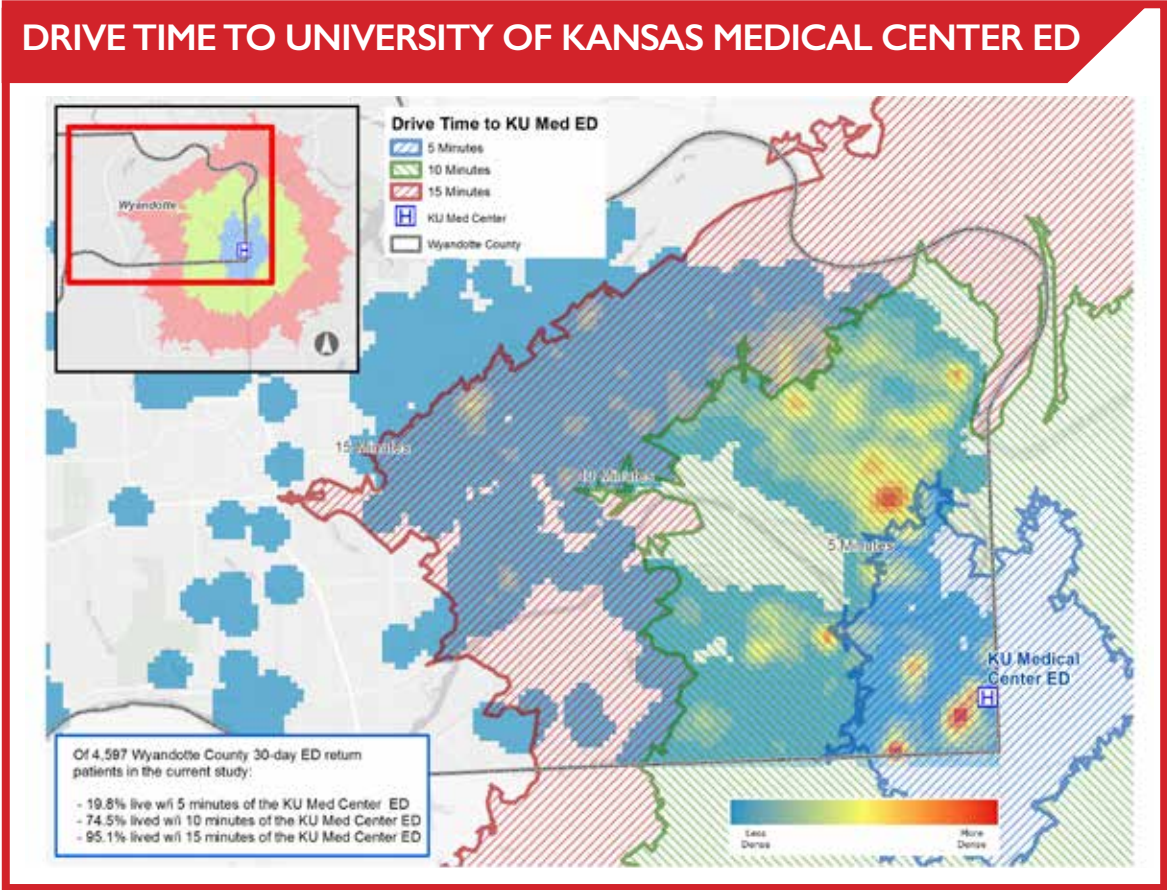 DRIVE TIME TO UNIVERSITY OF KANSAS MEDICAL CENTER ED
Wyandotte
H
Drive Time to KU Med ED
5 Minutes
10 Minutes
15 Minutes
H KU Med Center
Wyandotte County
15 Minutes
10 Minutes
5 Minutes
KU Medical
Center ED
H
Of 4,597 Wyandotte County 30-day ED return
patients in the current study:
- 19.8% live w/i 5 minutes of the KU Med Center ED
- 74.5% lived w/i 10 minutes of the KU Med Center ED
- 95.1% lived w/i 15 minutes of the KU Med Center ED
Less
Dense
More
Dense